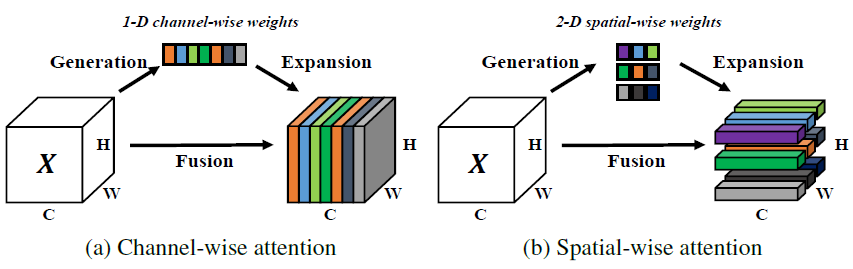 1-D channel-wise weights
Generation
Expansion
X
H
W
C
Fusion
H
W
C
(a) Channel-wise attention
2-D spatial-wise weights
Generation
Expansion
X
H
W
C
Fusion
H
W
C
(b) Spatial-wise attention